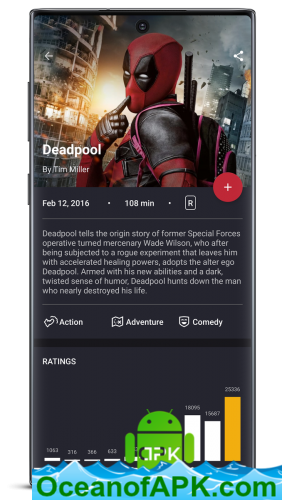 Deadpool
By Tim Miller
Feb 12, 2016 • 108 min • R
Deadpool tells the origin story of former Special Forces
operative turned mercenary Wade Wilson, who after
being subjected to a rogue experiment that leaves him
with accelerated healing powers, adopts the alter ego
Deadpool. Armed with his new abilities and a dark,
twisted sense of humor, Deadpool hunts down the man
who nearly destroyed his life.
Action Adventure Comedy
RATINGS
25336
18095
15687
1063 216 266 633
APK
OceanofAPK.com